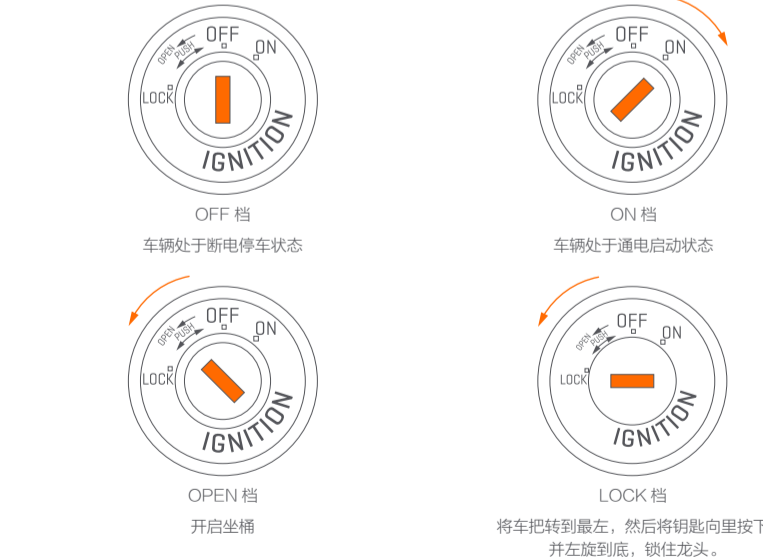 OFF
ON
OPEN
PUSH
LOCK
IGNITION
OFF
ON
OPEN
PUSH
LOCK
IGNITION
OFF 档
ON 档
车辆处于断电停车状态
车辆处于通电启动状态
OFF
ON
OPEN
PUSH
LOCK
IGNITION
OFF
ON
OPEN
PUSH
LOCK
IGNITION
OPEN 档
LOCK 档
开启坐桶
将车把转到最左，然后将钥匙向里按下
并左旋到底，锁住龙头。